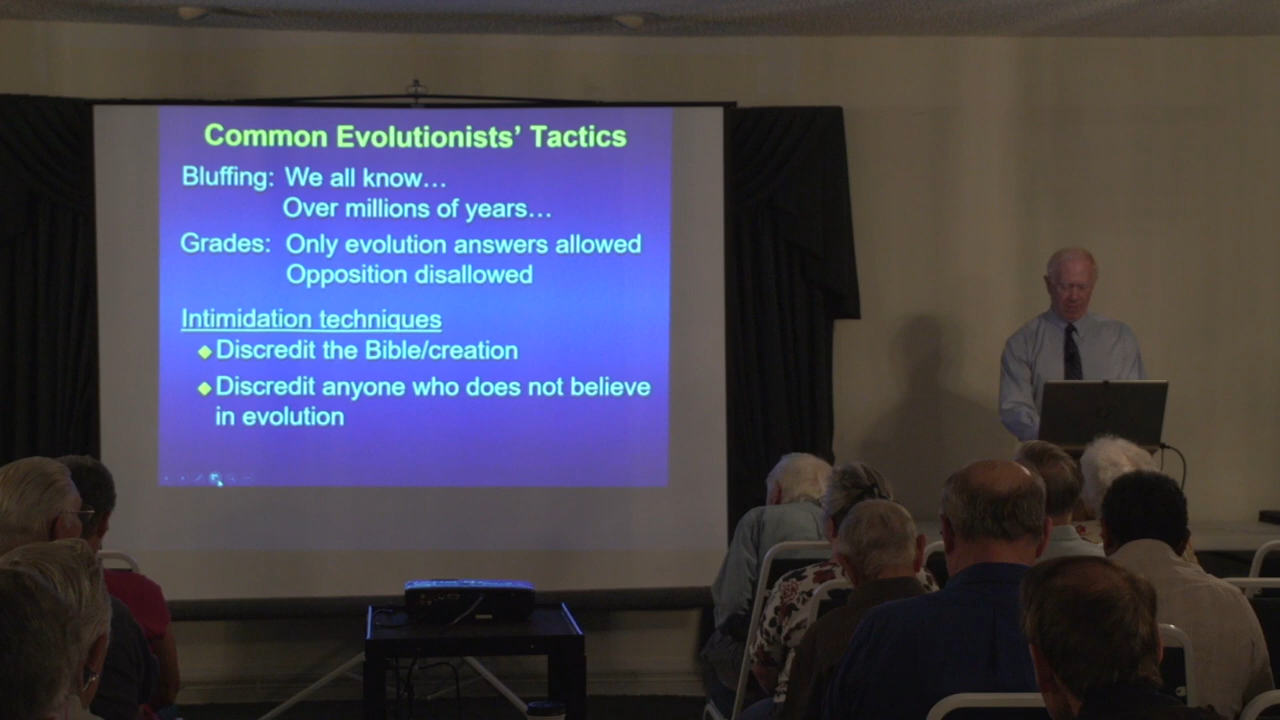 Common Evolutionists’ Tactics
Bluffing: We all know…
Over millions of years…
Grades: Only evolution answers allowed
Opposition disallowed
Intimidation techniques
Discredit the Bible/creation
Discredit anyone who does not believe
in evolution